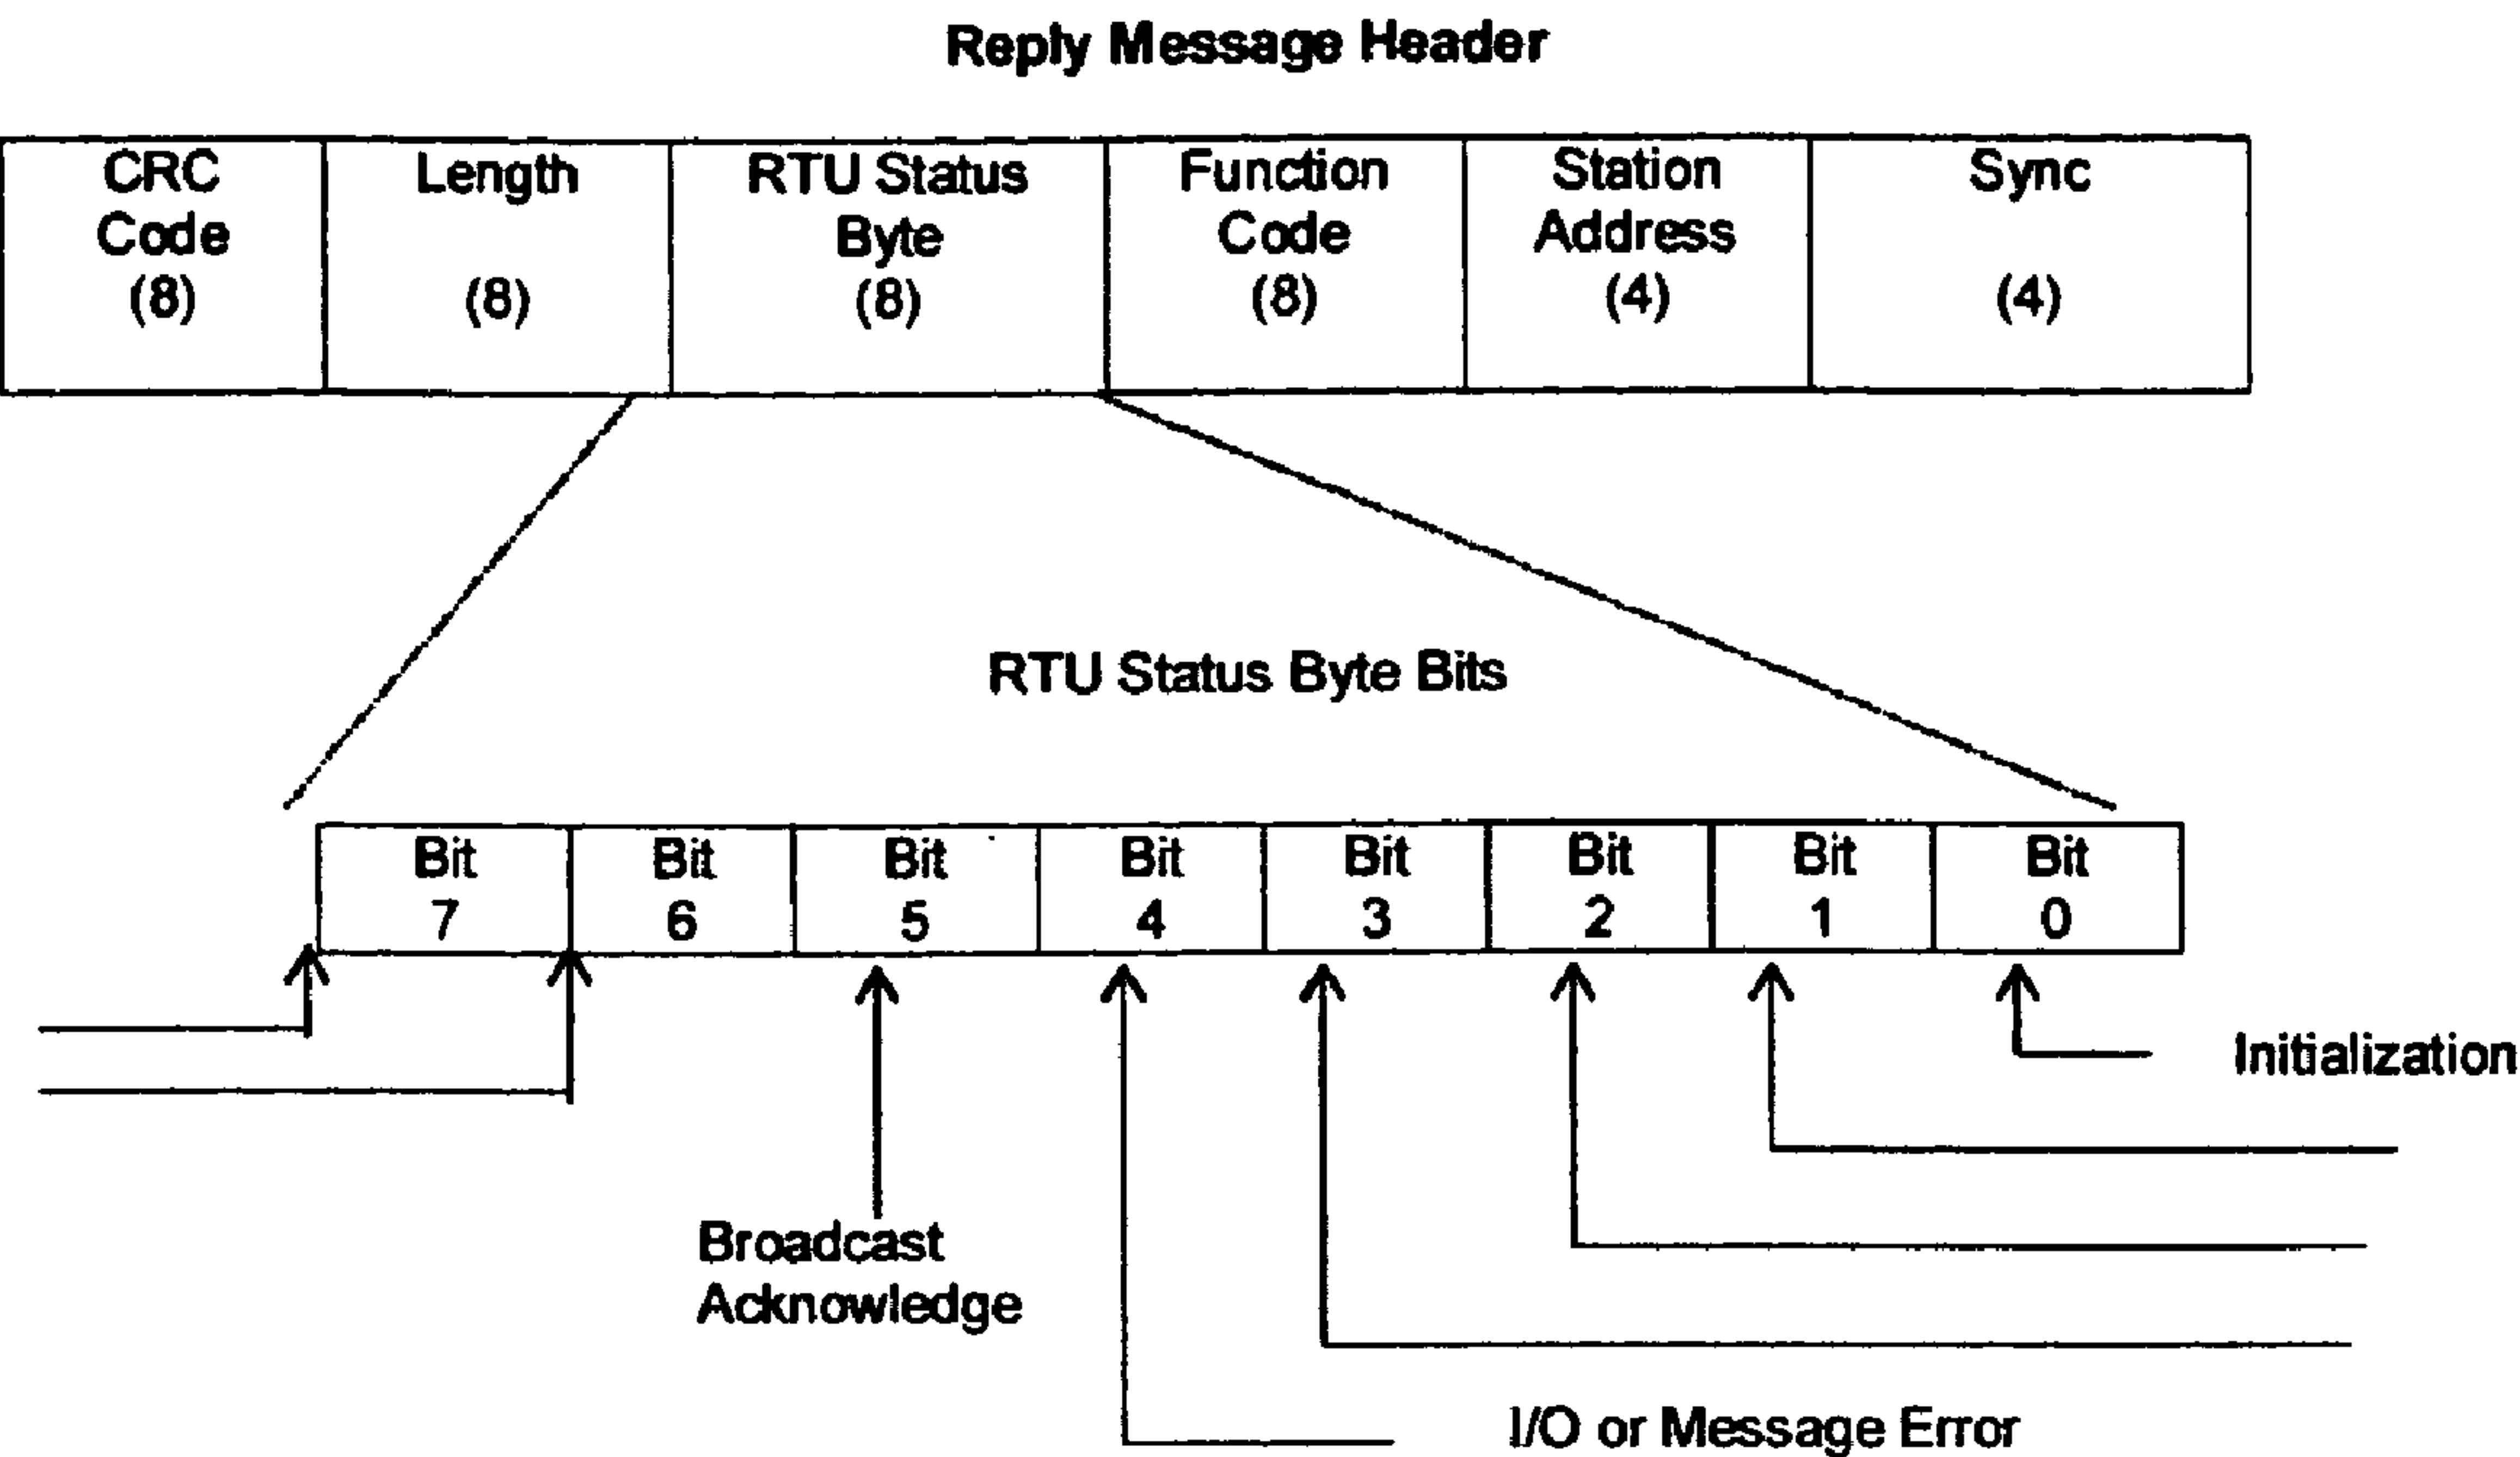 Reply Message Header
CRC
Code
(8)
Length
(8)
RTU Status
Byte
(8)
Function
Code
(8)
Station
Address
(4)
Sync
(4)
RTU Status Byte Bits
Bit
7
Bit
6
Bit
5
Bit
4
Bit
3
Bit
2
Bit
1
Bit
0
Initialization
Broadcast
Acknowledge
I/O or Message Error